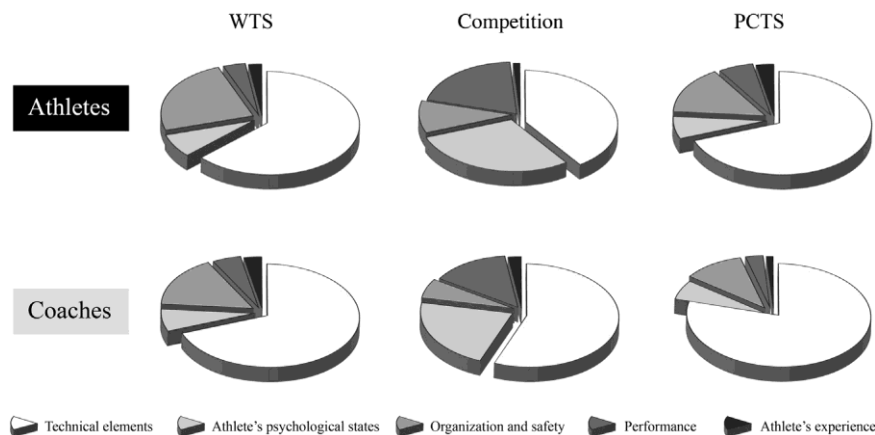 WTS Competition PCTS
Athletes
Coaches
Technical elements Athlete's psychological states Organization and safety Performance Athlete's experience